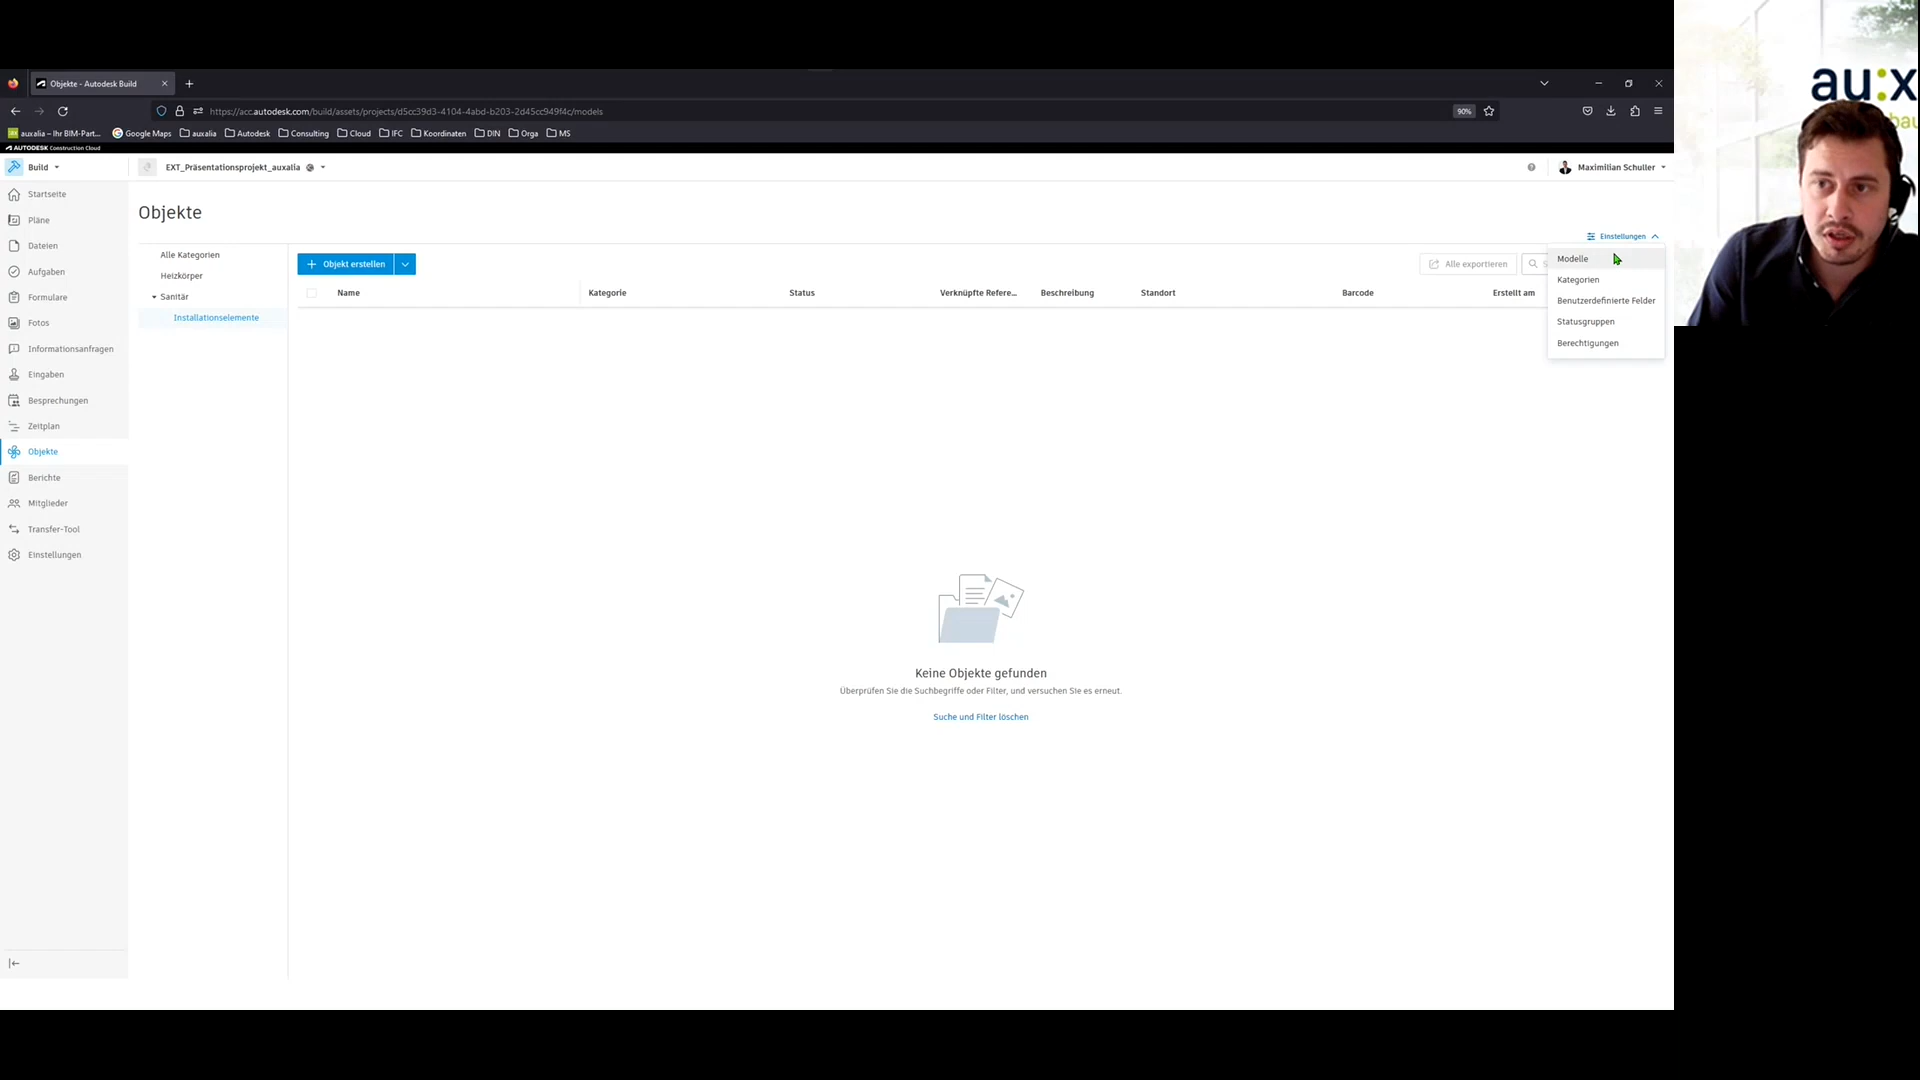 Objekte - Autodesk Build
https://acc.autodesk.com/build/assets/projects/d5cc39d3-4104-4abd-b203-2d45cc949f4c/models
90%
auxalia – Ihr BIM-Part...
Google Maps
auxalia
Autodesk
Consulting
Cloud
IFC
Koordinaten
DIN
Orga
MS
AUTODESK Construction Cloud
Build
EXT_Präsentationsprojekt_auxalia
Maximilian Schuller
Startseite
Pläne
Dateien
Aufgaben
Formulare
Fotos
Informationsanfragen
Eingaben
Besprechungen
Zeitplan
Objekte
Berichte
Mitglieder
Transfer-Tool
Einstellungen
Objekte
Einstellungen
Alle Kategorien
Heizkörper
Sanitär
Installationselemente
Objekt erstellen
Alle exportieren
Modelle
Kategorien
Benutzerdefinierte Felder
Statusgruppen
Berechtigungen
Name
Kategorie
Status
Verknüpfte Refere...
Beschreibung
Standort
Barcode
Erstellt am
Keine Objekte gefunden
Überprüfen Sie die Suchbegriffe oder Filter, und versuchen Sie es erneut.
Suche und Filter löschen
au:x
bau